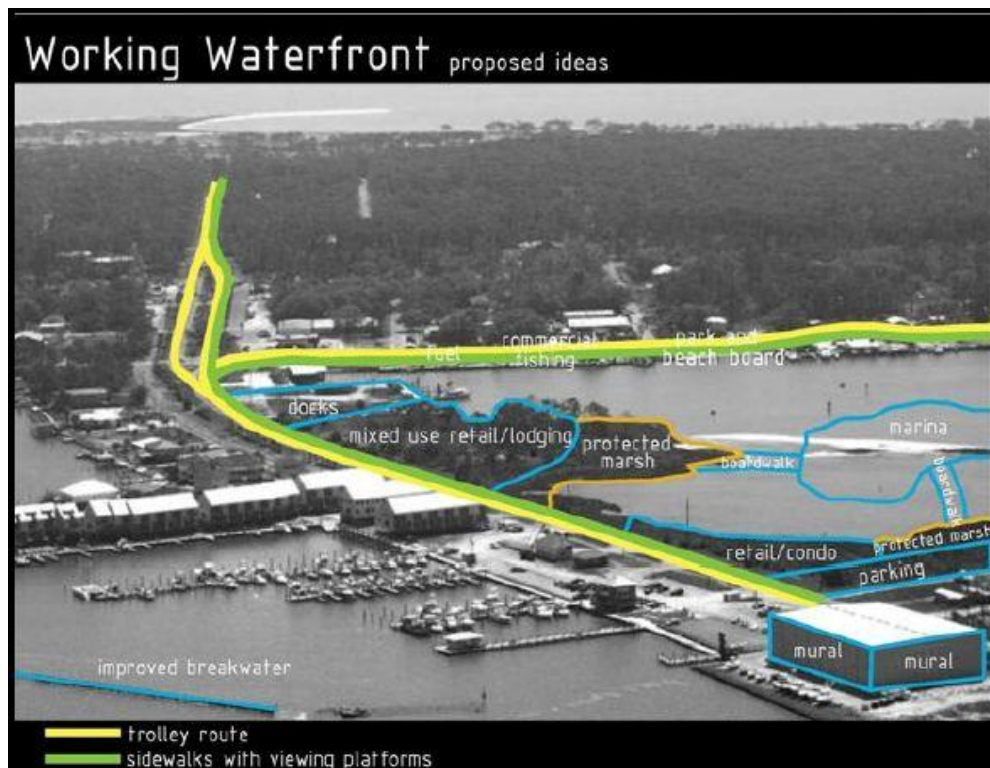 Working Waterfront proposed ideas
fuel
commercial
fishing
park and
beach board
docks
mixed use retail/lodging
protected
marsh
marina
boardwalk
boardwalk
retail/condo
protected marsh
parking
mural
mural
improved breakwater
trolley route
sidewalks with viewing platforms